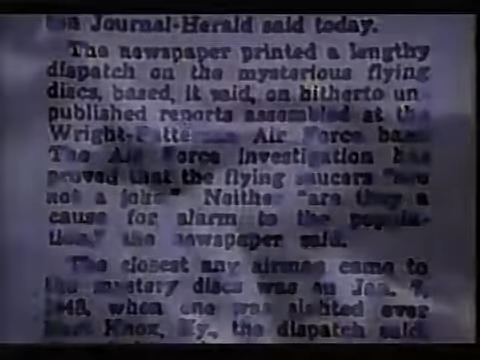 Journal-Herald said today.
The newspaper printed a lengthy
dispatch on the mysterious flying
discs, based, it said, on hitherto un-
published reports assembled at the
Wright-Patterson Air Force base.
The Air Force investigation has
proved that the flying saucers "are
not a joke." Neither "are they a
cause for alarm to the popula-
tion," the newspaper said.
The closest any airman came to
the mystery discs was on Jan. 7,
1948, when one was sighted over
Knox, Ky., the dispatch said.